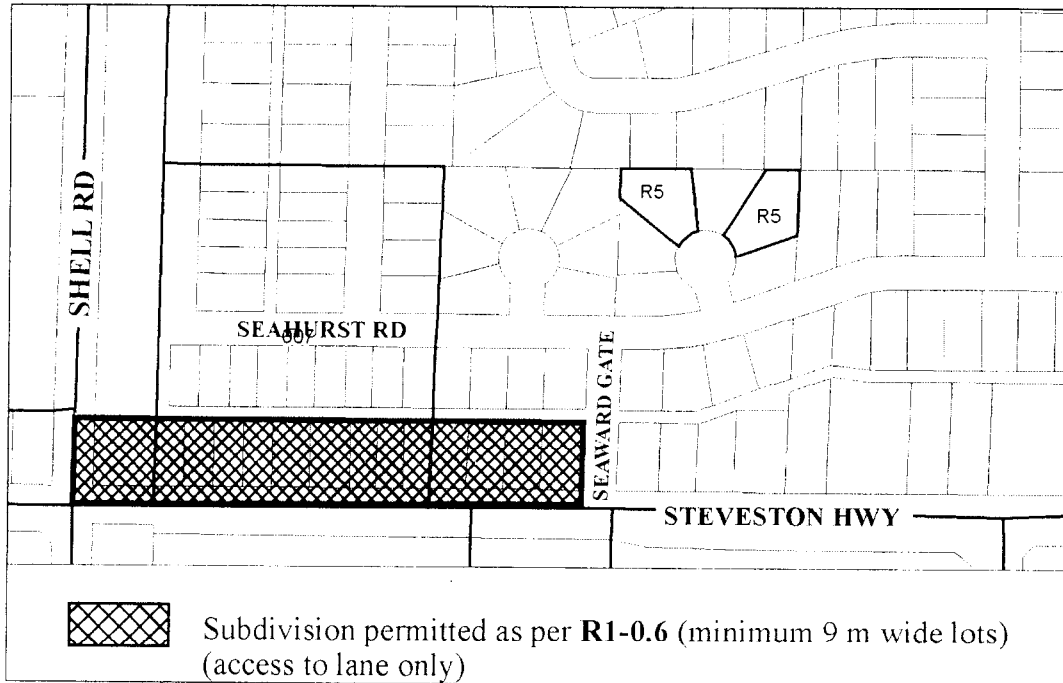 SHELL RD
R5
R5
SEAHURST RD
607
SEAWARD GATE
STEVESTON HWY
Subdivision permitted as per R1-0.6 (minimum 9 m wide lots)
(access to lane only)